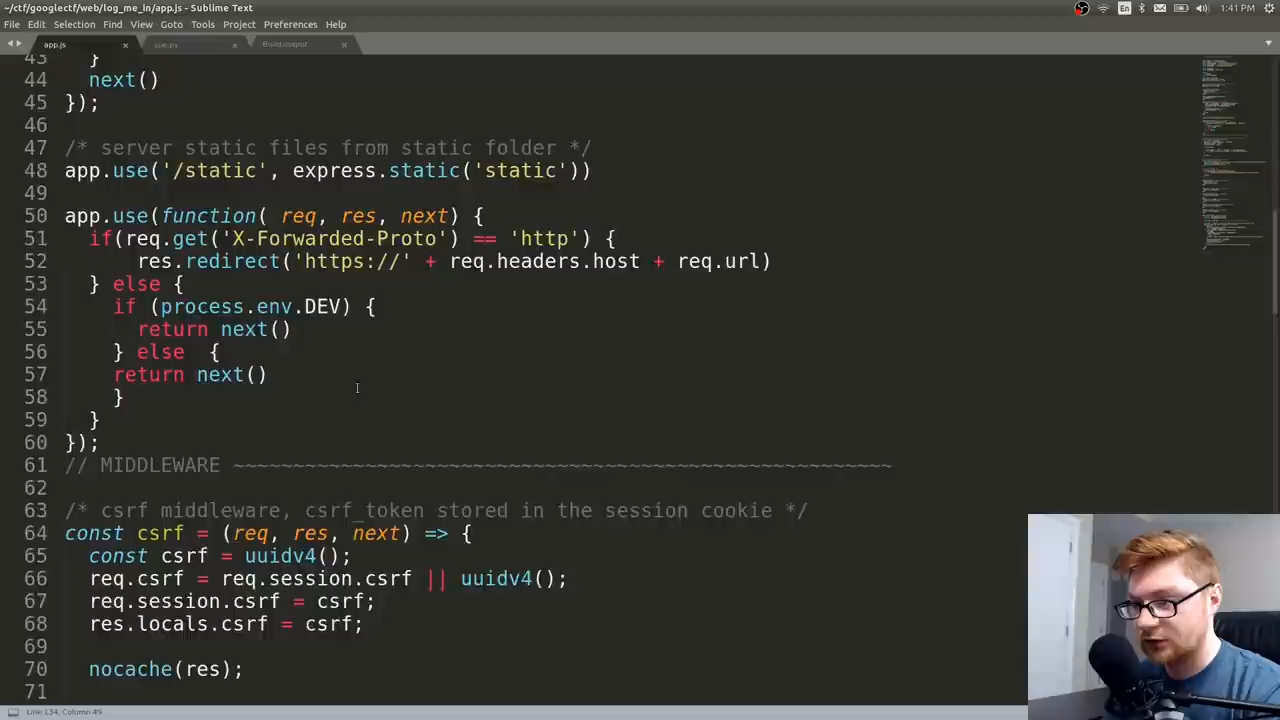 ~/ctf/googlectf/web/log_me_in/app.js - Sublime Text
En
1:41 PM
File Edit Selection Find View Goto Tools Project Preferences Help
app.js
43 }
44 next()
45 });
46
47 /* server static files from static folder */
48 app.use('/static', express.static('static'))
49
50 app.use(function( req, res, next) {
51 if(req.get('X-Forwarded-Proto') == 'http') {
52 res.redirect('https://' + req.headers.host + req.url)
53 } else {
54 if (process.env.DEV) {
55 return next()
56 } else {
57 return next()
58 }
59 }
60 });
61 // MIDDLEWARE ~~~~~~~~~~~~~~~~~~~~~~~~~~~~~~~~~~~~~~~~~~~~~~~~~~~~~~~
62
63 /* csrf middleware, csrf_token stored in the session cookie */
64 const csrf = (req, res, next) => {
65 const csrf = uuidv4();
66 req.csrf = req.session.csrf || uuidv4();
67 req.session.csrf = csrf;
68 res.locals.csrf = csrf;
69
70 nocache(res);
71
Line: L34, Column 49